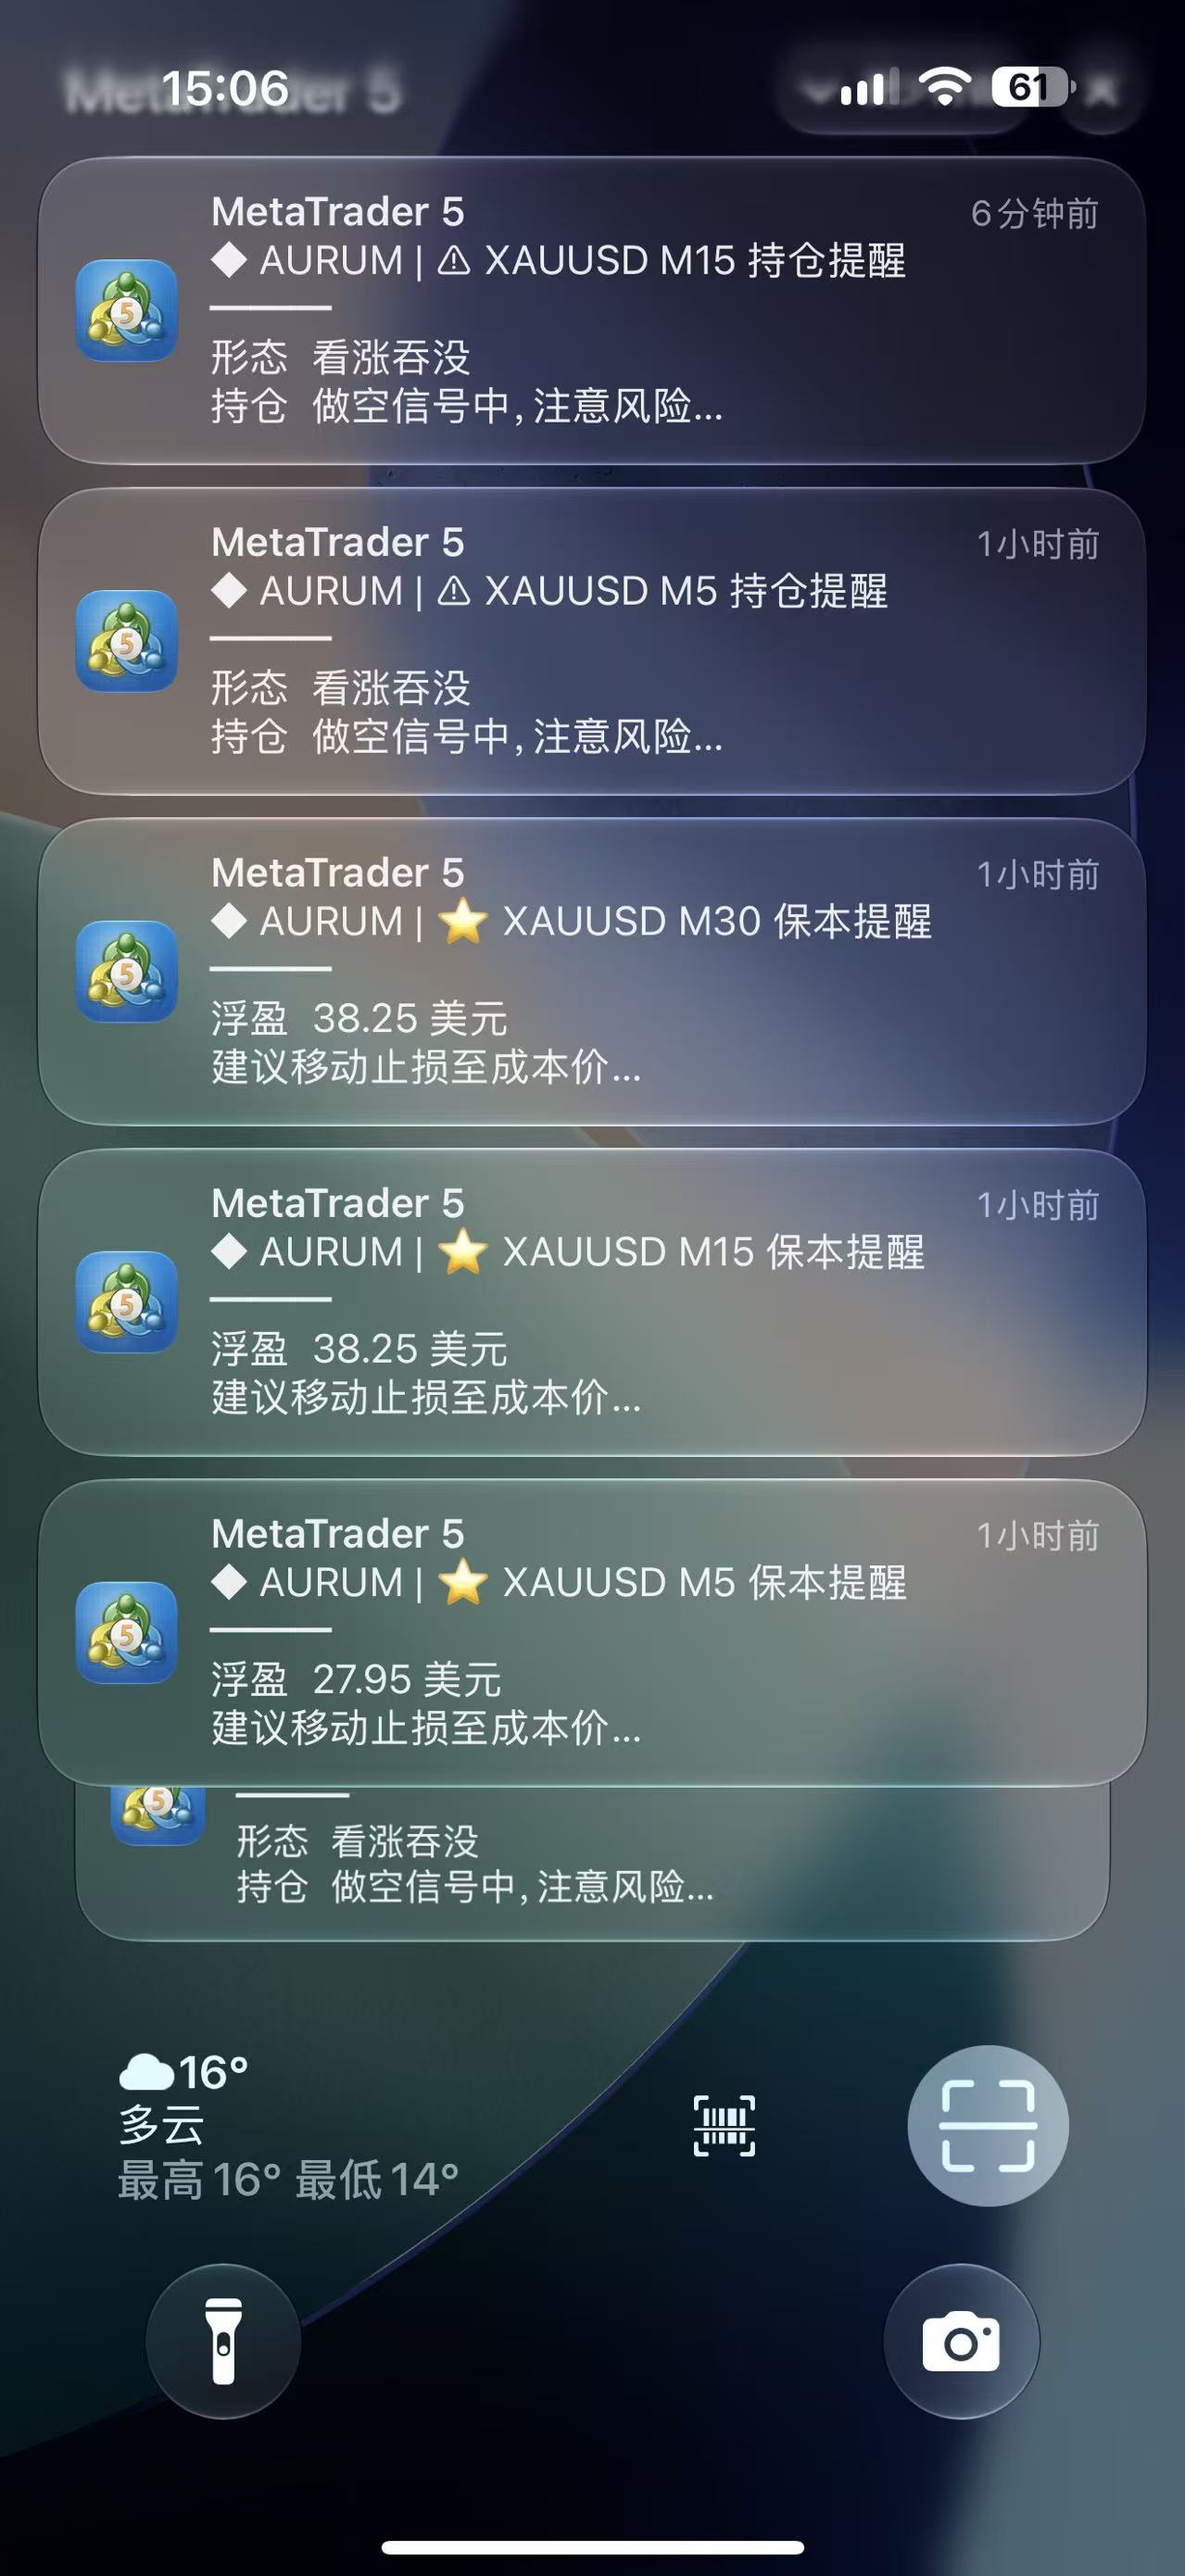 MetaTrader 5
15:06
61
MetaTrader 5
6分钟前
◆ AURUM | ⚠ XAUUSD M15 持仓提醒
形态 看涨吞没
持仓 做空信号中, 注意风险...
MetaTrader 5
1小时前
◆ AURUM | ⚠ XAUUSD M5 持仓提醒
形态 看涨吞没
持仓 做空信号中, 注意风险...
MetaTrader 5
1小时前
◆ AURUM | ⭐ XAUUSD M30 保本提醒
浮盈 38.25 美元
建议移动止损至成本价...
MetaTrader 5
1小时前
◆ AURUM | ⭐ XAUUSD M15 保本提醒
浮盈 38.25 美元
建议移动止损至成本价...
MetaTrader 5
1小时前
◆ AURUM | ⭐ XAUUSD M5 保本提醒
浮盈 27.95 美元
建议移动止损至成本价...
形态 看涨吞没
持仓 做空信号中, 注意风险...
16°
多云
最高16° 最低14°